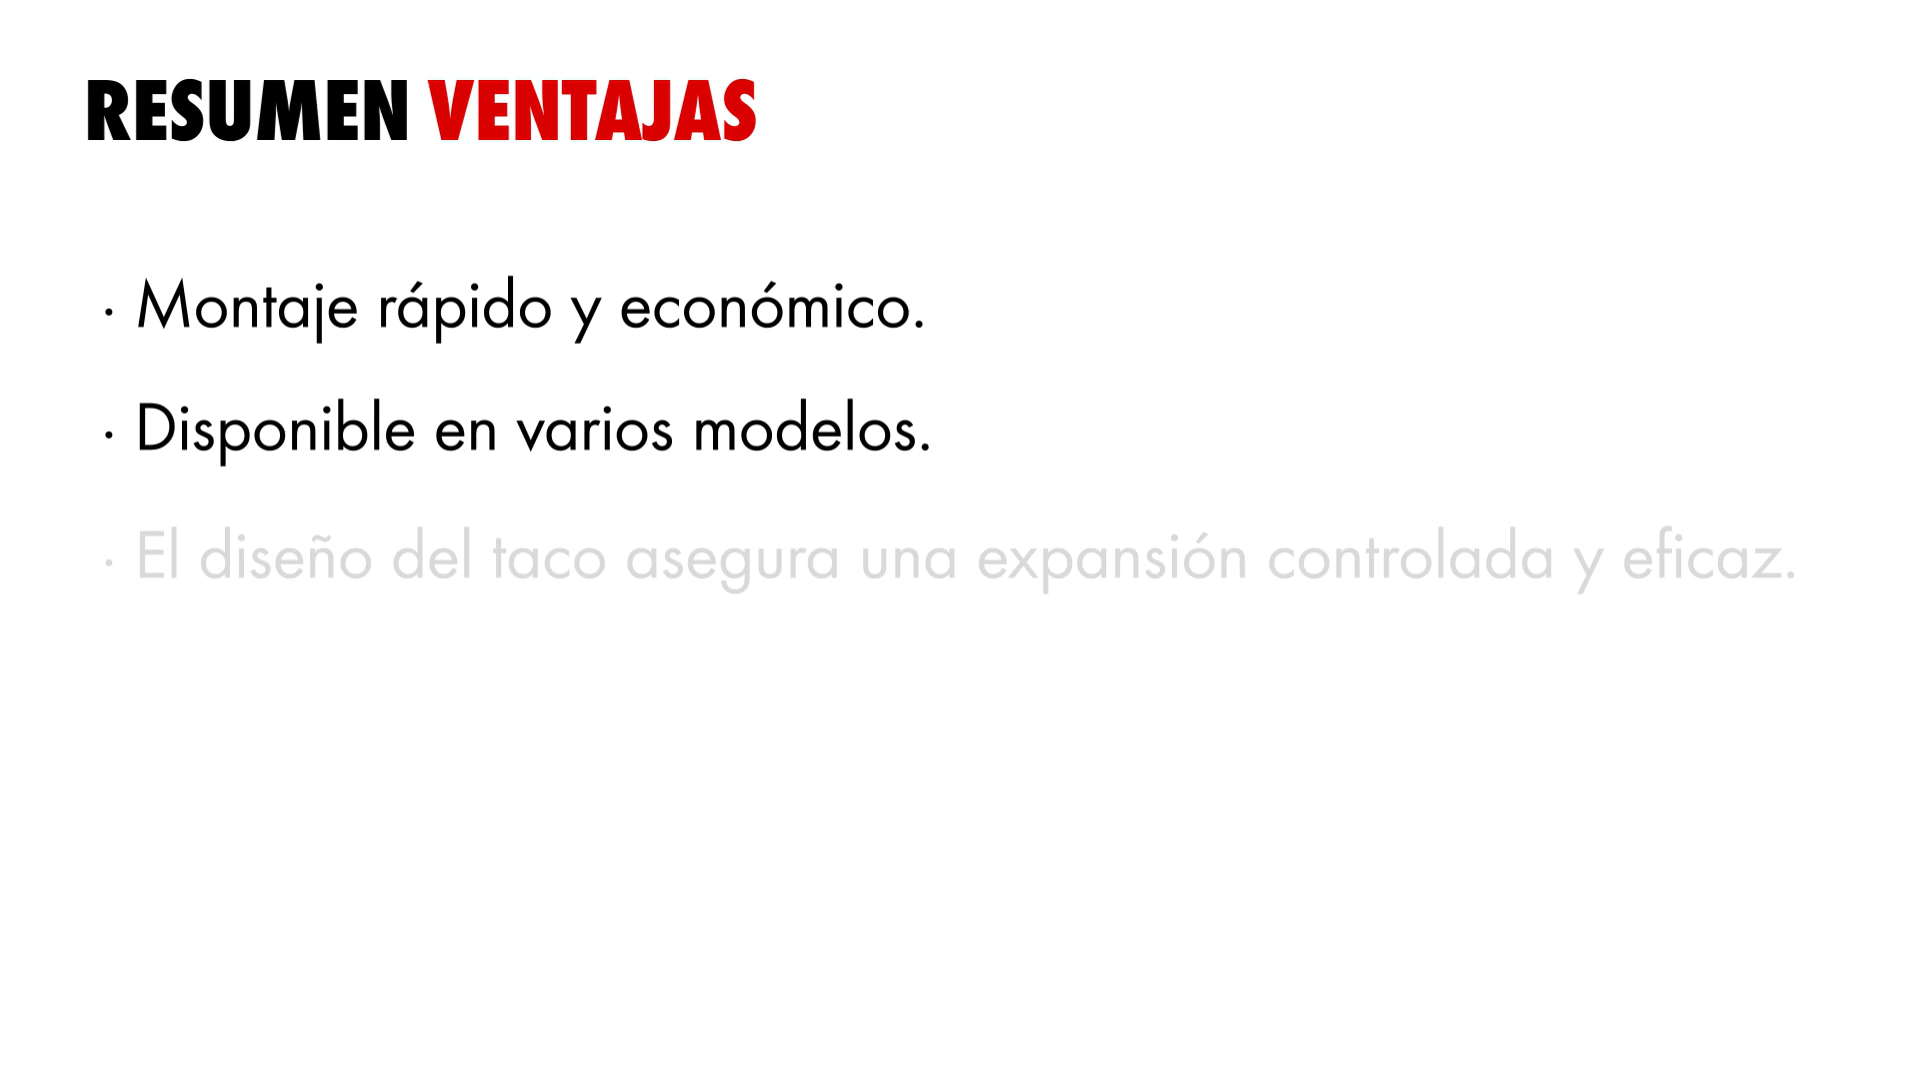 RESUMEN VENTAJAS
· Montaje rápido y económico.
· Disponible en varios modelos.
· El diseño del taco asegura una expansión controlada y eficaz.